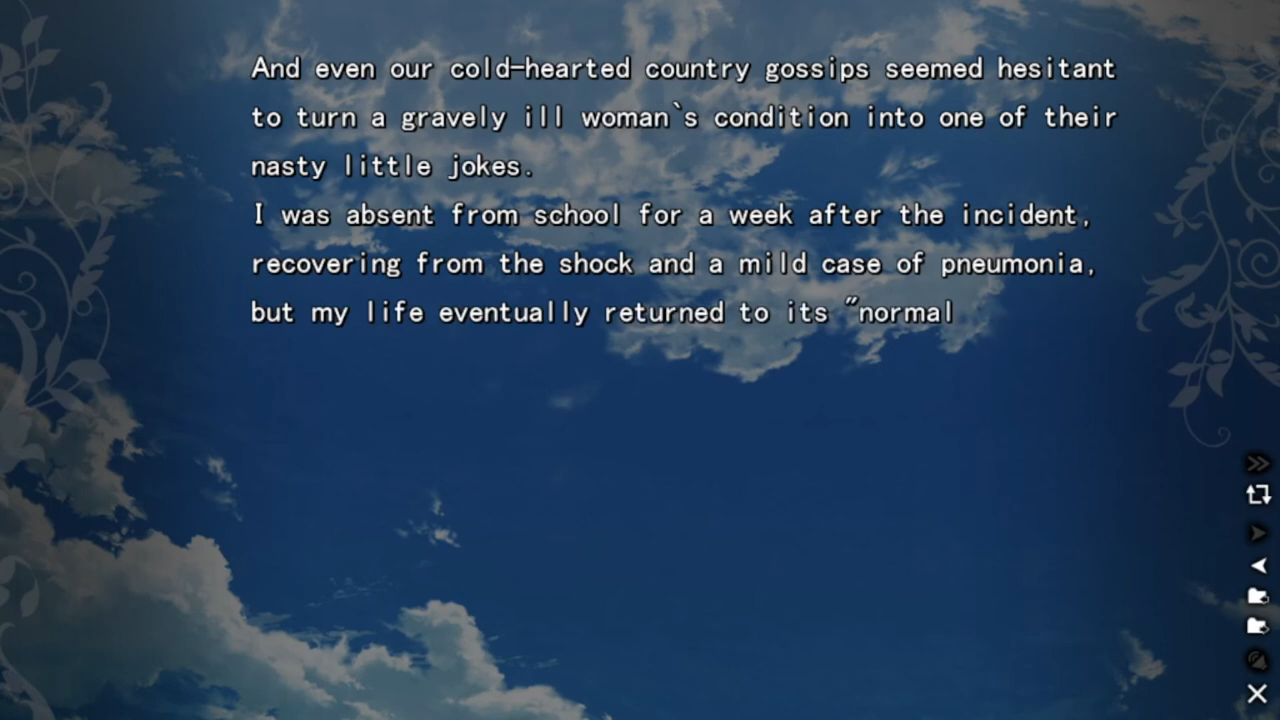 And even our cold-hearted country gossips seemed hesitant
to turn a gravely ill woman`s condition into one of their
nasty little jokes.
I was absent from school for a week after the incident,
recovering from the shock and a mild case of pneumonia,
but my life eventually returned to its "normal